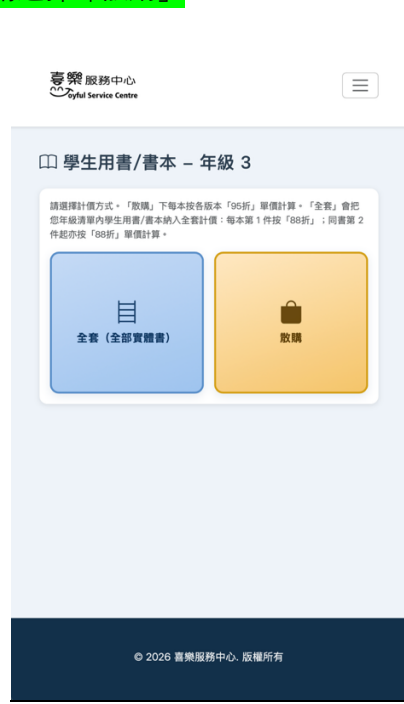 喜樂服務中心
Joyful Service Centre
學生用書/書本 – 年級 3
請選擇計價方式。「散購」下每本按各版本「95折」單價計算。「全套」會把
您年級清單內學生用書/書本納入全套計價：每本第 1 件按「88折」；同書第 2
件起亦按「88折」單價計算。
全套（全部實體書）
散購
© 2026 喜樂服務中心. 版權所有